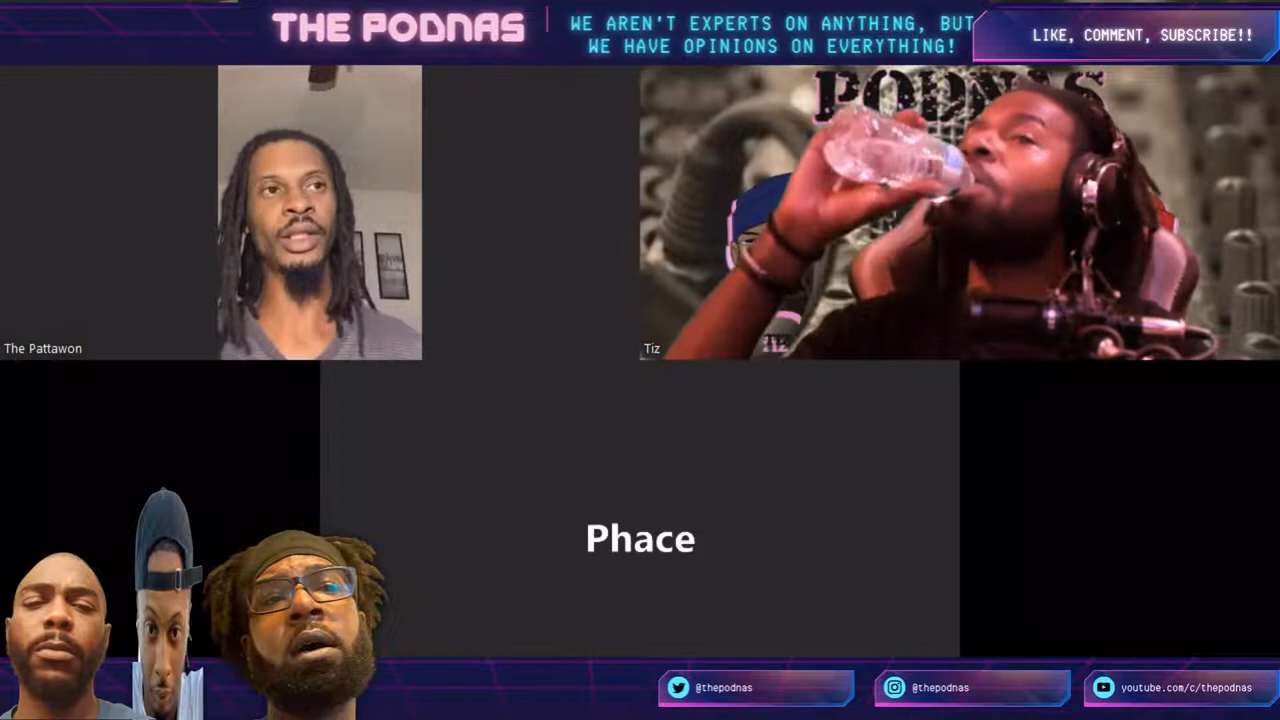 THE PODNAS
WE AREN'T EXPERTS ON ANYTHING, BUT
WE HAVE OPINIONS ON EVERYTHING!
LIKE, COMMENT, SUBSCRIBE!!
PODNAS
The Pattawon
Tiz
Phace
@thepodnas
@thepodnas
youtube.com/c/thepodnas